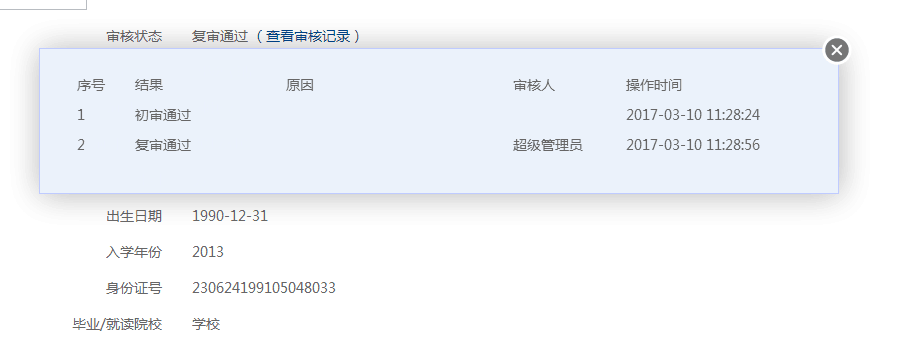 审核状态 复审通过 （ 查看审核记录 ）
序号 结果 原因 审核人 操作时间
1 初审通过 2017-03-10 11:28:24
2 复审通过 超级管理员 2017-03-10 11:28:56
出生日期 1990-12-31
入学年份 2013
身份证号 230624199105048033
毕业/就读院校 学校